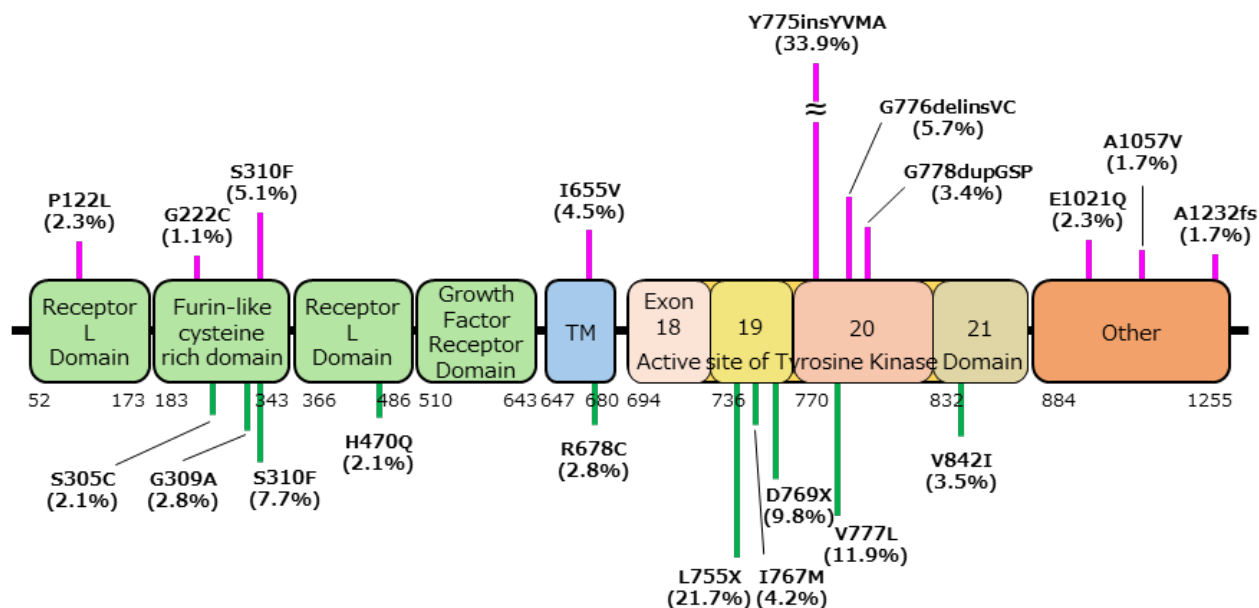 Y775insYVMA
(33.9%)
G776delinsVC
(5.7%)
G778dupGSP
(3.4%)
A1057V
(1.7%)
S310F
(5.1%)
P122L
(2.3%)
G222C
(1.1%)
I655V
(4.5%)
E1021Q
(2.3%)
A1232fs
(1.7%)
Receptor
L
Domain
Furin-like
cysteine
rich domain
Receptor
L
Domain
Growth
Factor
Receptor
Domain
TM
Exon
18
19
20
21
Active site of Tyrosine Kinase Domain
Other
52 173 183 343 366 486 510 643 647 680 694 736 770 832 884 1255
S305C
(2.1%)
G309A
(2.8%)
S310F
(7.7%)
H470Q
(2.1%)
R678C
(2.8%)
L755X
(21.7%)
I767M
(4.2%)
D769X
(9.8%)
V777L
(11.9%)
V842I
(3.5%)